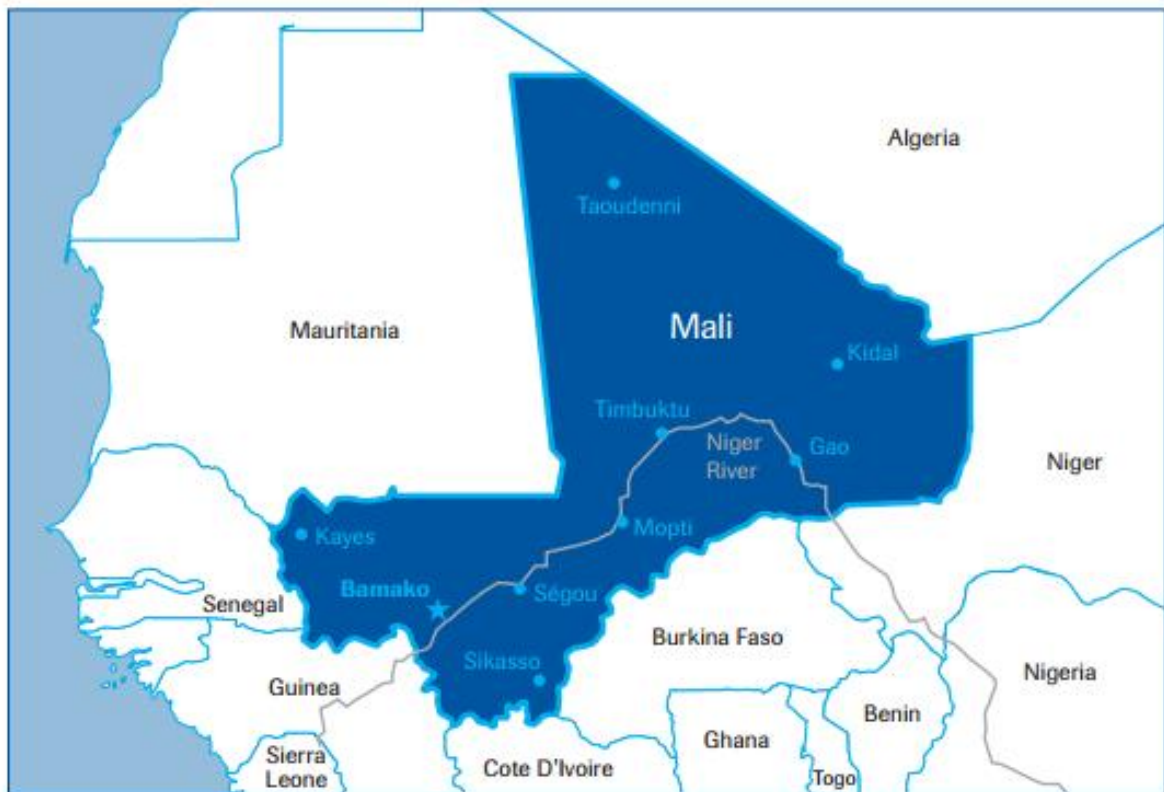 Algeria
Taoudenni
Mauritania
Mali
Kidal
Timbuktu
Niger
River
Gao
Niger
Mopti
Kayes
Bamako
Ségou
Senegal
Burkina Faso
Sikasso
Nigeria
Guinea
Benin
Ghana
Sierra
Leone
Cote D'Ivoire
Togo